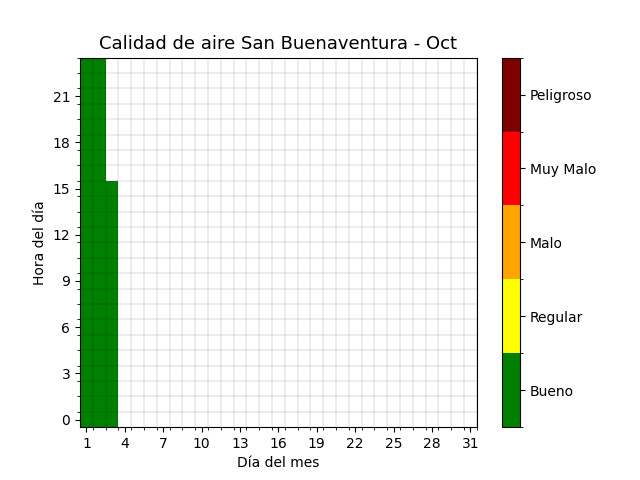 Calidad de aire San Buenaventura - Oct
Hora del día
21
18
15
12
9
6
3
0
1 4 7 10 13 16 19 22 25 28 31
Día del mes
Peligroso
Muy Malo
Malo
Regular
Bueno